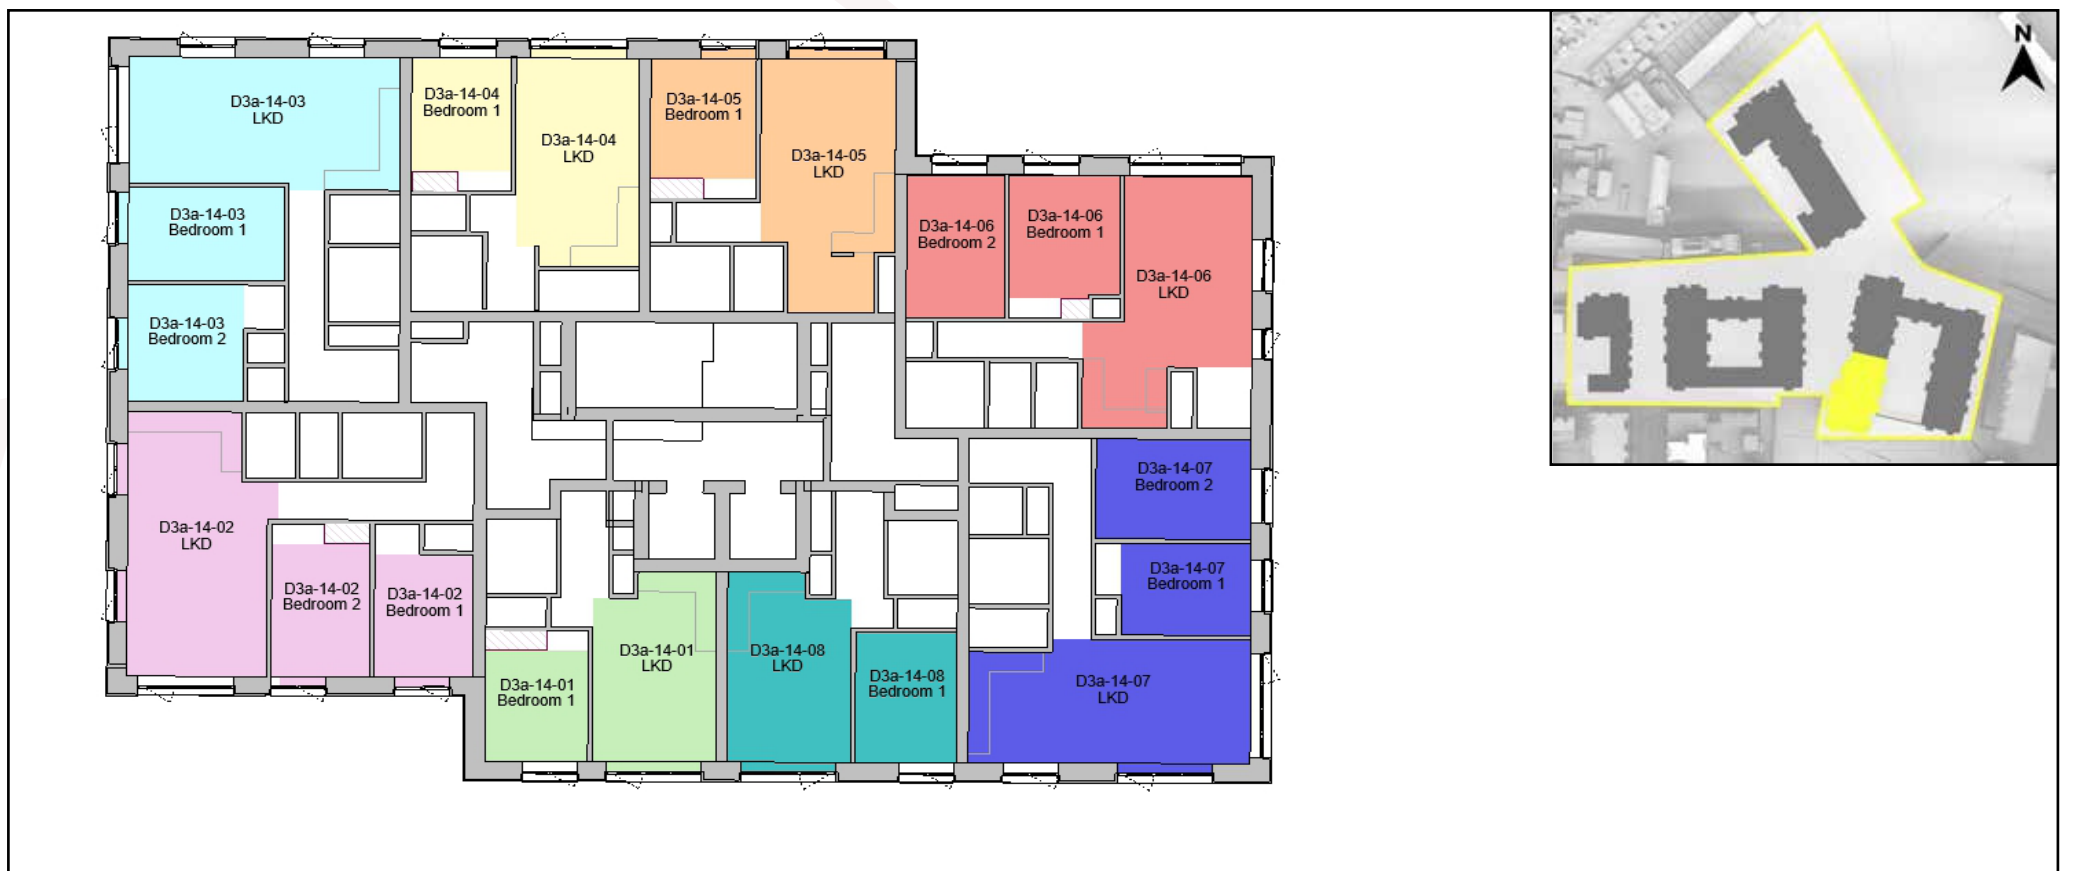 N
D3a-14-03
LKD
D3a-14-04
Bedroom 1
D3a-14-04
LKD
D3a-14-05
Bedroom 1
D3a-14-05
LKD
D3a-14-03
Bedroom 1
D3a-14-06
Bedroom 2
D3a-14-06
Bedroom 1
D3a-14-06
LKD
D3a-14-03
Bedroom 2
D3a-14-02
LKD
D3a-14-02
Bedroom 2
D3a-14-02
Bedroom 1
D3a-14-07
Bedroom 2
D3a-14-07
Bedroom 1
D3a-14-01
LKD
D3a-14-08
LKD
D3a-14-01
Bedroom 1
D3a-14-08
Bedroom 1
D3a-14-07
LKD